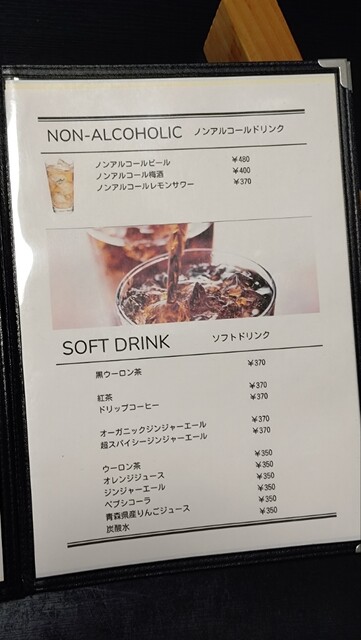 NON-ALCOHOLIC ノンアルコールドリンク
ノンアルコールビール ¥480
ノンアルコール梅酒 ¥400
ノンアルコールレモンサワー ¥370
SOFT DRINK ソフトドリンク
黒ウーロン茶 ¥370
紅茶 ¥370
ドリップコーヒー ¥370
オーガニックジンジャーエール ¥370
超スパイシージンジャーエール ¥370
ウーロン茶 ¥350
オレンジジュース ¥350
ジンジャーエール ¥350
ペプシコーラ ¥350
青森県産りんごジュース ¥350
炭酸水 ¥350